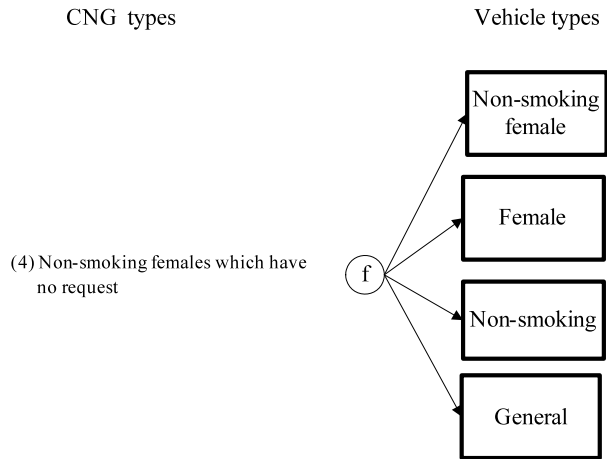 CNG types
Vehicle types
Non-smoking
female
Female
(4) Non-smoking females which have
no request
f
Non-smoking
General